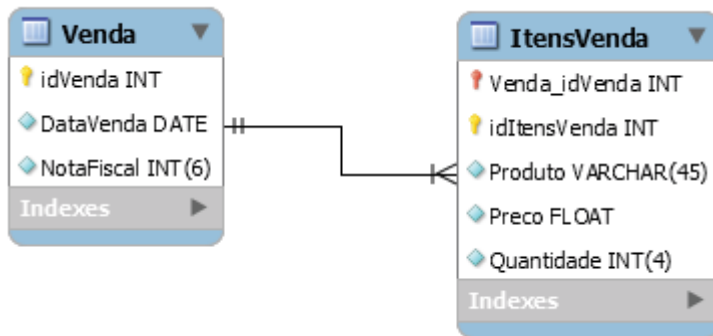 Venda
idVenda INT
DataVenda DATE
NotaFiscal INT(6)
Indexes
ItensVenda
Venda_idVenda INT
idItensVenda INT
Produto VARCHAR(45)
Preco FLOAT
Quantidade INT(4)
Indexes